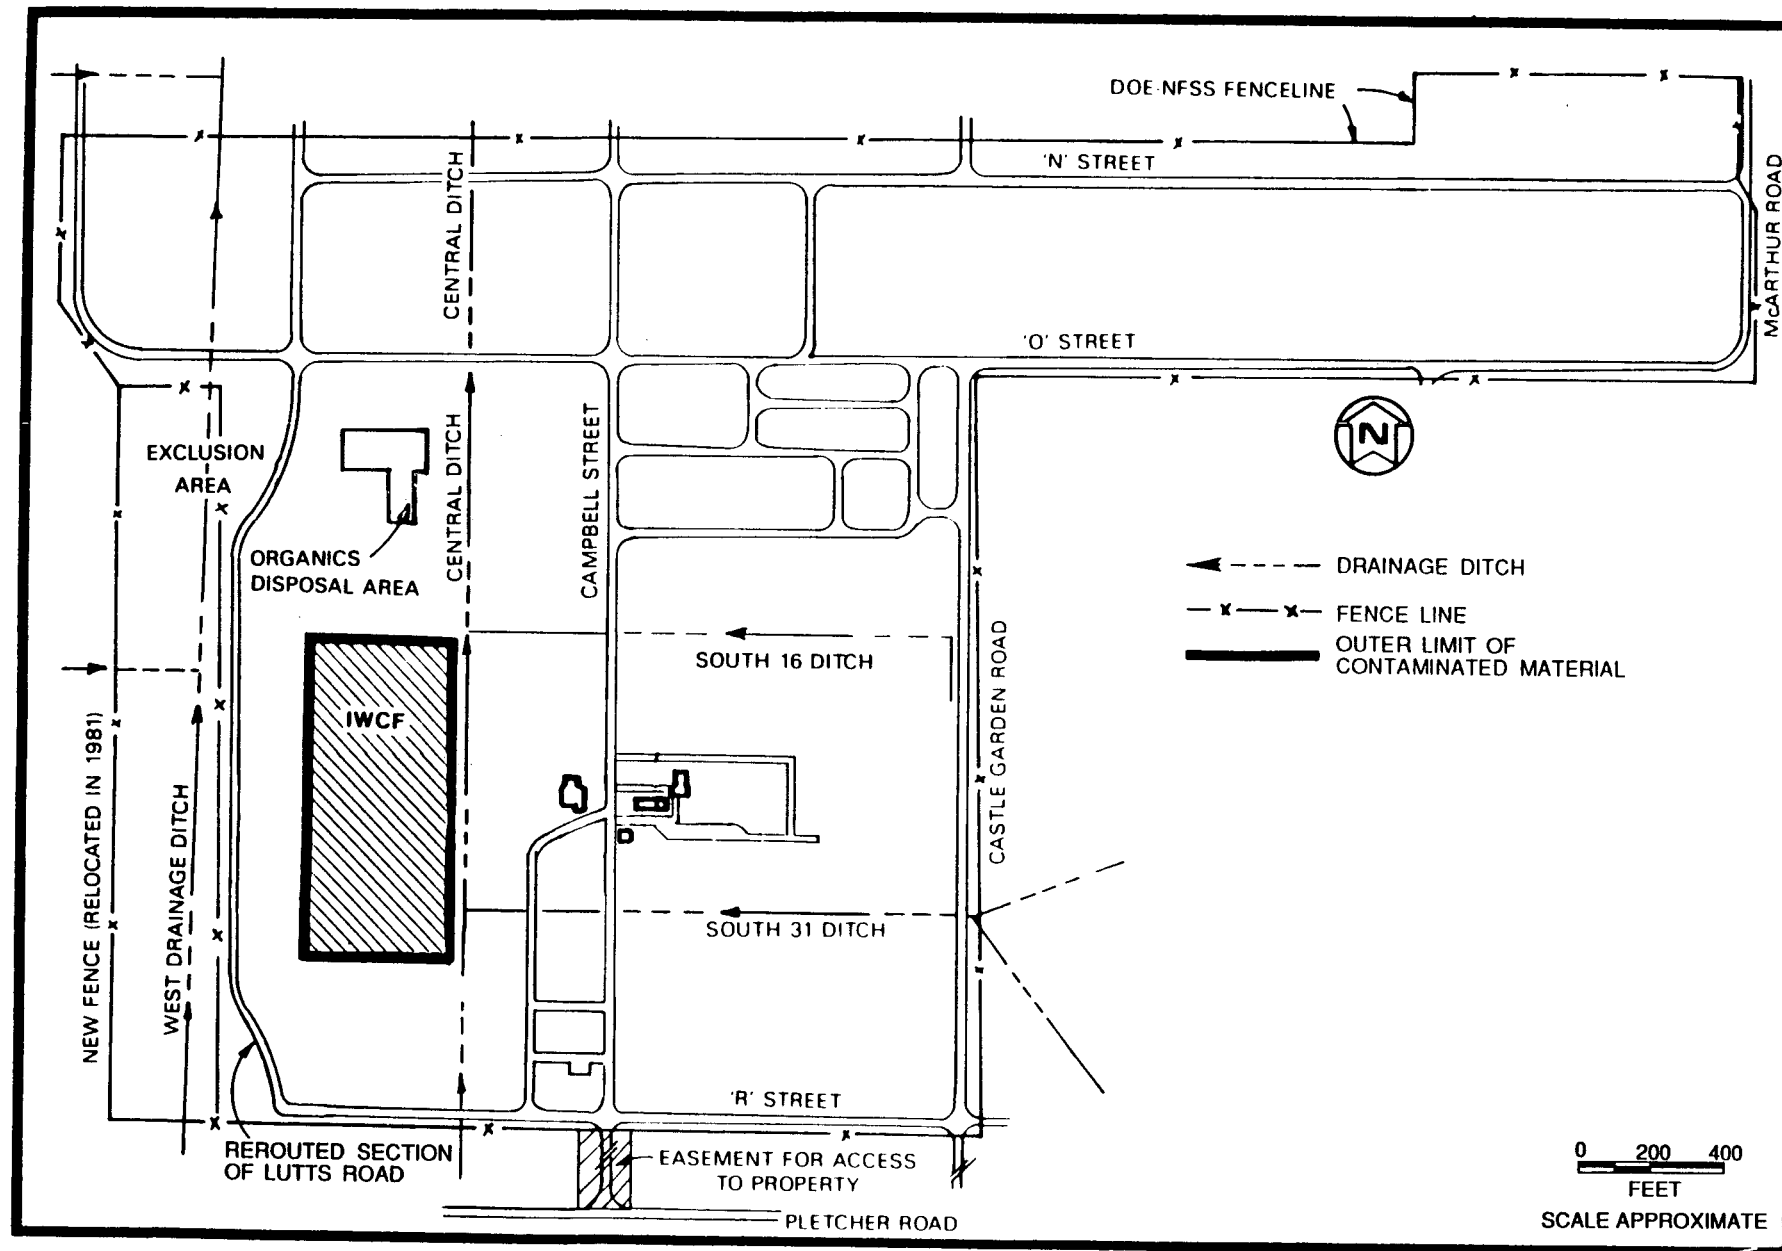 DOE-NFSS FENCELINE
'N' STREET
McARTHUR ROAD
CENTRAL DITCH
'O' STREET
N
EXCLUSION
AREA
CENTRAL DITCH
CAMPBELL STREET
ORGANICS
DISPOSAL AREA
DRAINAGE DITCH
FENCE LINE
OUTER LIMIT OF
CONTAMINATED MATERIAL
SOUTH 16 DITCH
CASTLE GARDEN ROAD
IWCF
NEW FENCE (RELOCATED IN 1981)
WEST DRAINAGE DITCH
SOUTH 31 DITCH
'R' STREET
REROUTED SECTION
OF LUTTS ROAD
EASEMENT FOR ACCESS
TO PROPERTY
PLETCHER ROAD
0 200 400
FEET
SCALE APPROXIMATE